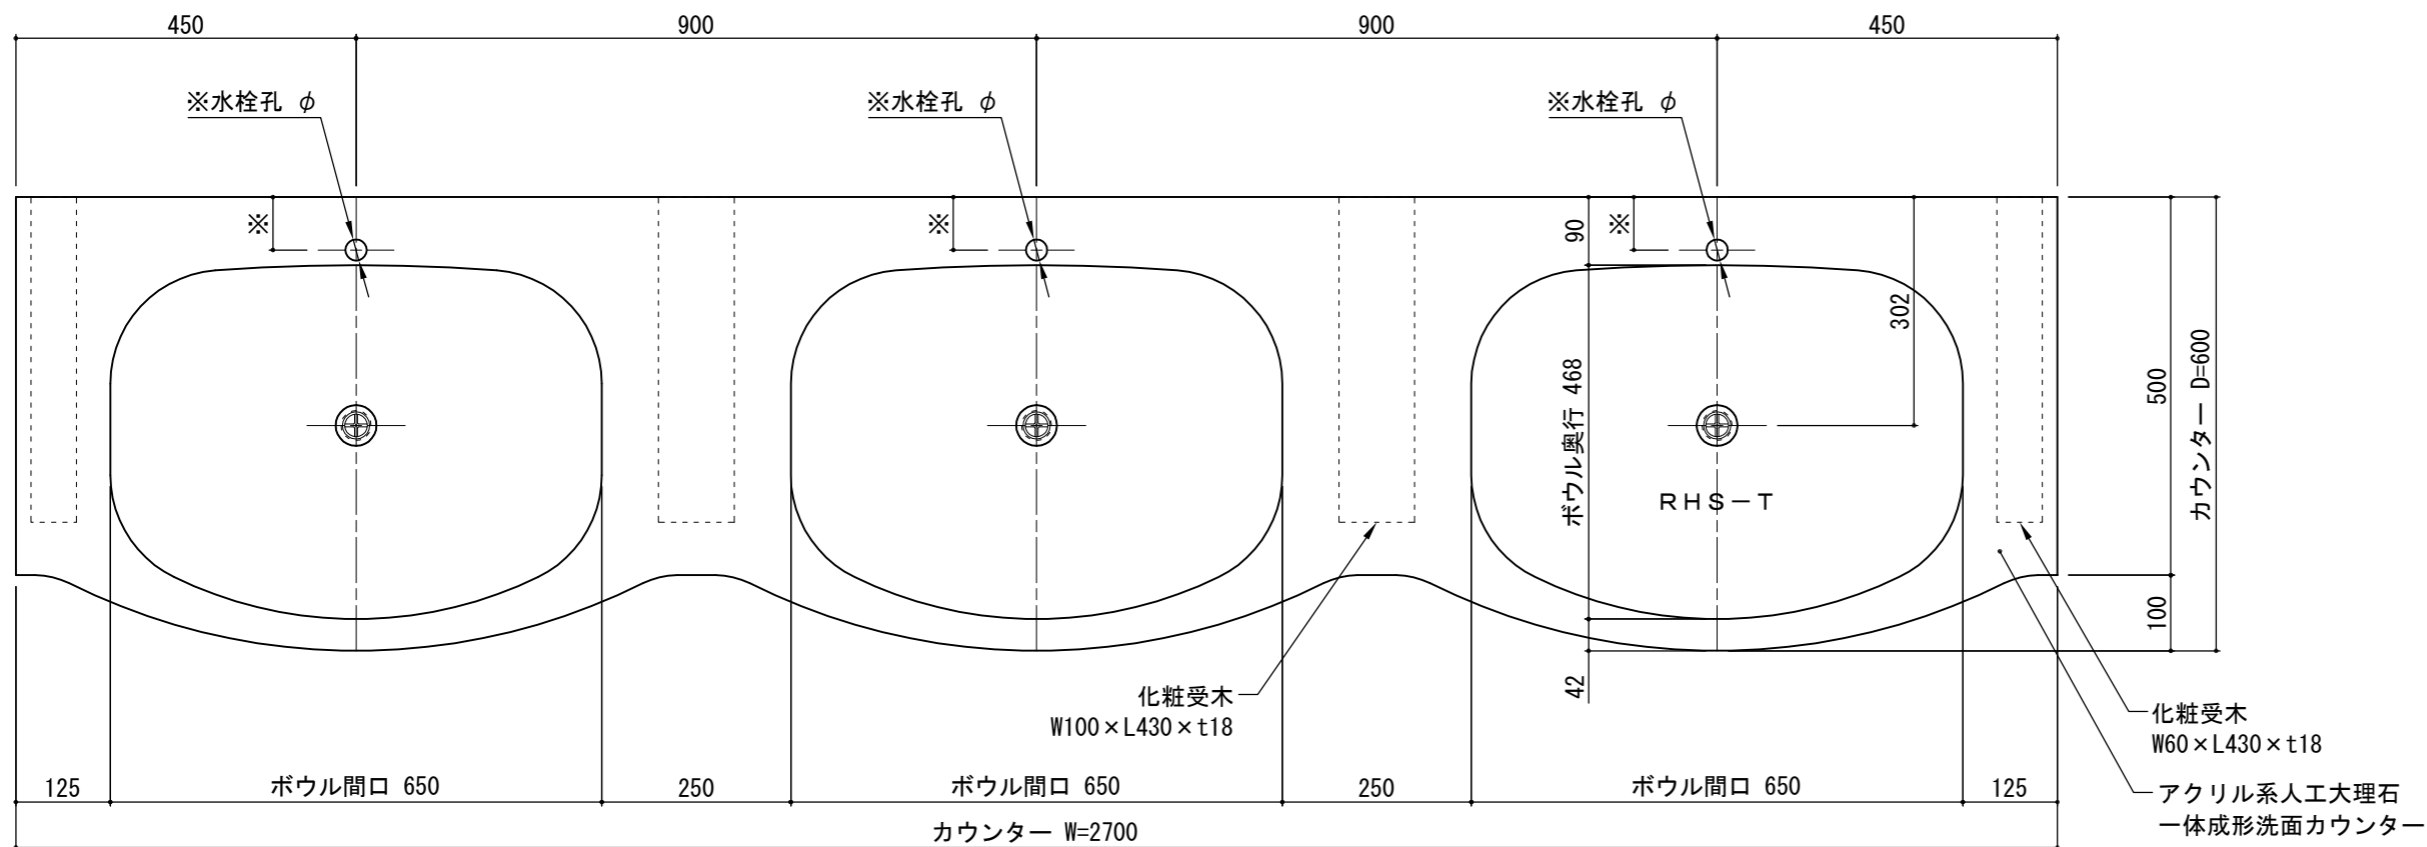 450
900
900
450
※水栓孔 φ
※水栓孔 φ
※水栓孔 φ
※
※
※
90
302
ボウル奥行 468
500
カウンター D=600
RHS-T
100
42
化粧受木
W100×L430×t18
化粧受木
W60×L430×t18
125
ボウル間口 650
250
ボウル間口 650
250
ボウル間口 650
125
アクリル系人工大理石
一体成形洗面カウンター
カウンター W=2700